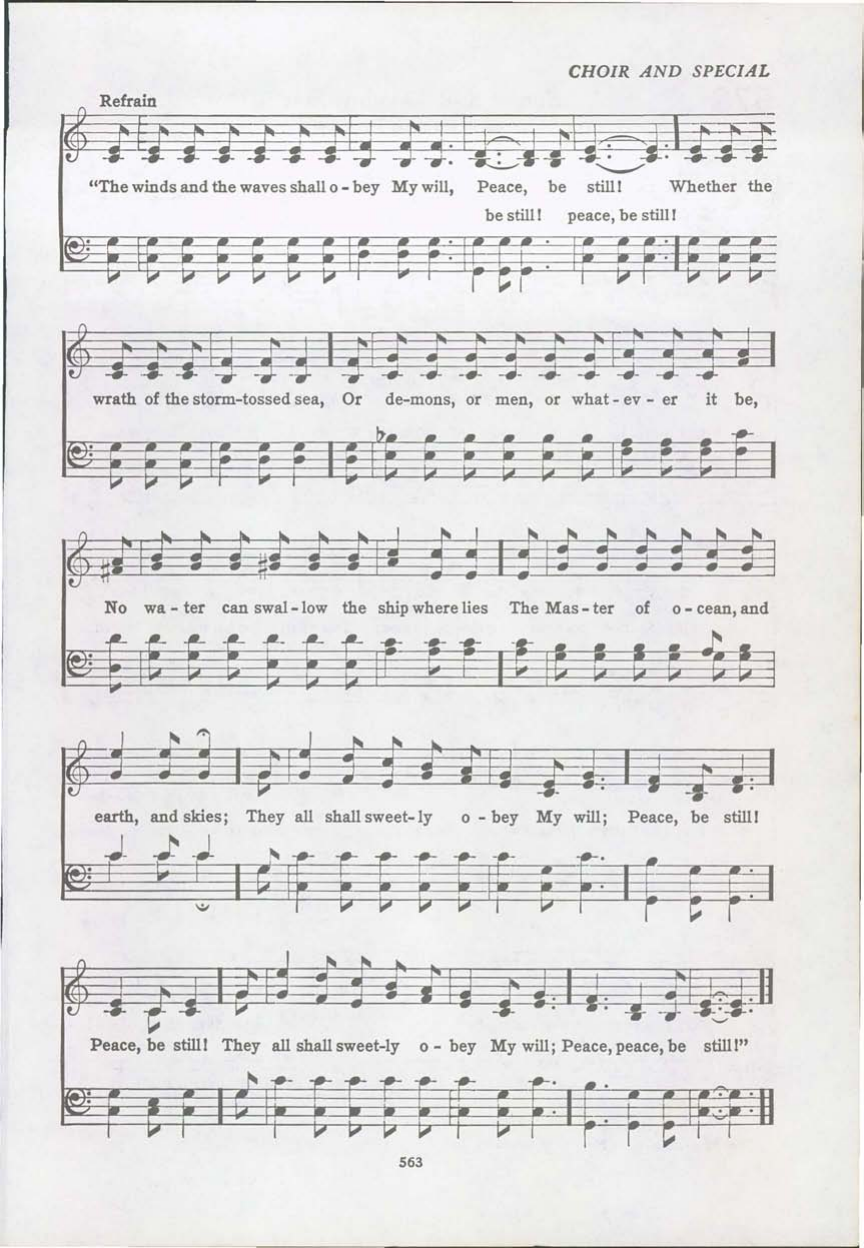 CHOIR AND SPECIAL
Refrain
“The winds and the waves shall o - bey My will, Peace, be still! Whether the
be still! peace, be still!
wrath of the storm-tossed sea, Or de-mons, or men, or what - ev - er it be,
No wa - ter can swal - low the ship where lies The Mas - ter of o - cean, and
earth, and skies; They all shall sweet- ly o - bey My will; Peace, be still!
Peace, be still! They all shall sweet-ly o - bey My will; Peace, peace, be still!”
563